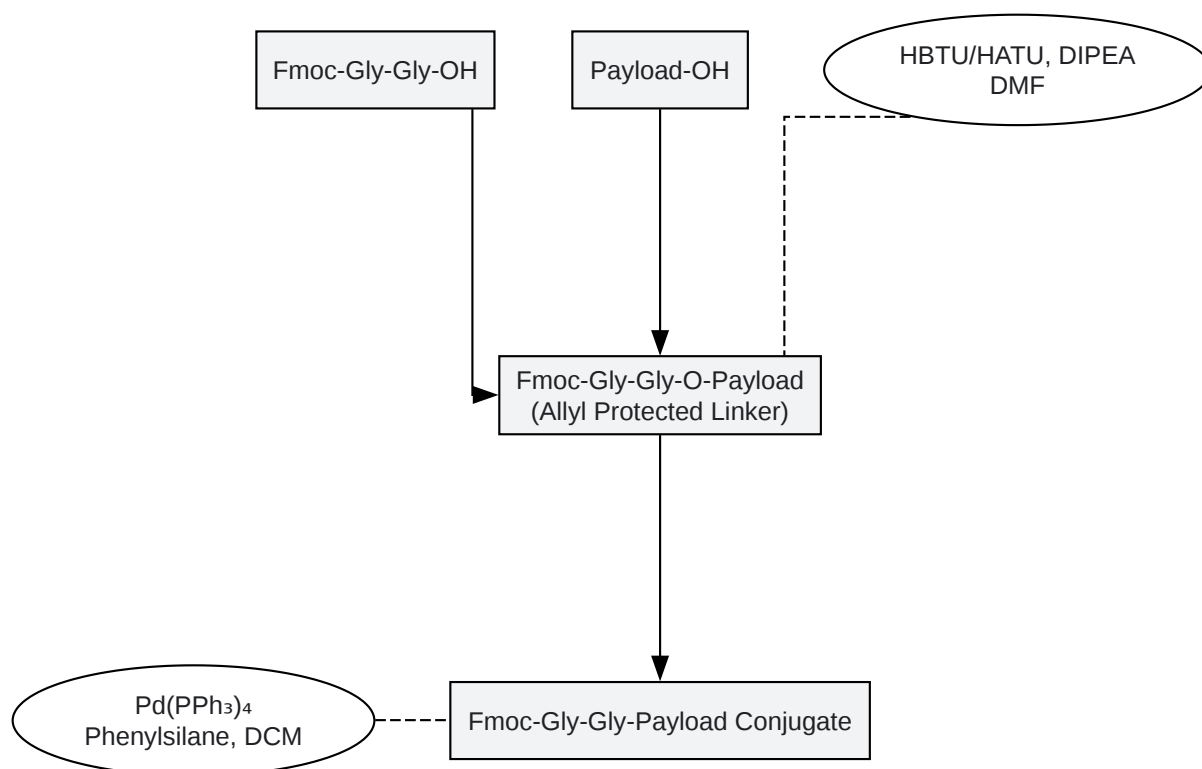 Fmoc-Gly-Gly-OH
Payload-OH
HBTU/HATU, DIPEA
DMF
Fmoc-Gly-Gly-O-Payload
(Allyl Protected Linker)
Pd(PPh₃)₄
Phenylsilane, DCM
Fmoc-Gly-Gly-Payload Conjugate